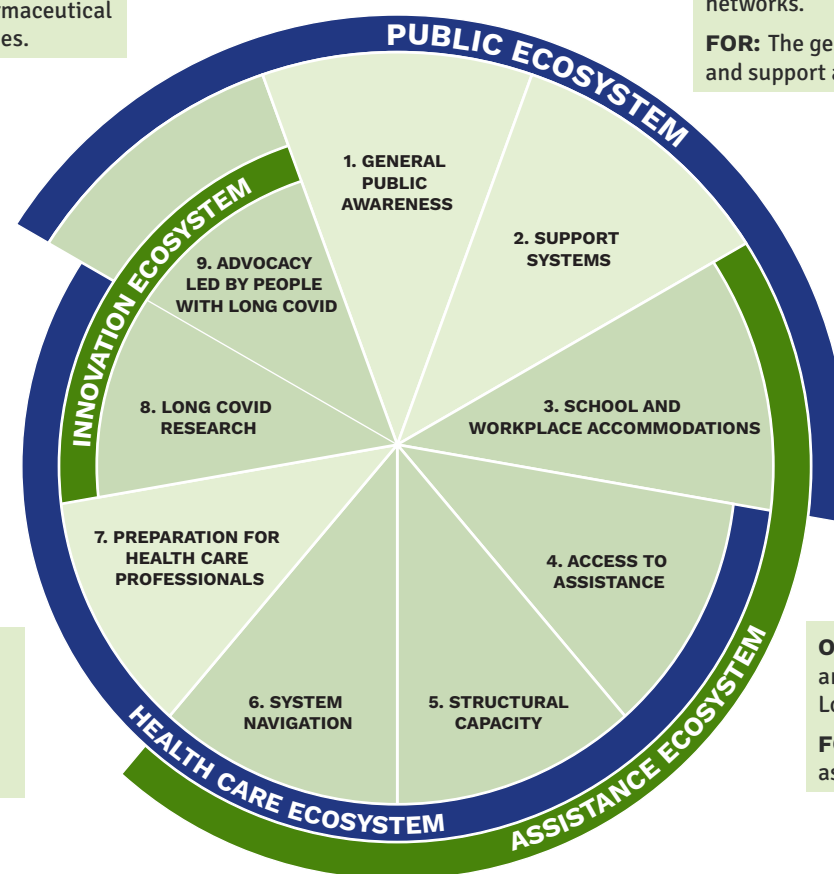 rmaceutical
es.
networks.
FOR: The ge
and support a
PUBLIC ECOSYSTEM
1. GENERAL
PUBLIC
AWARENESS
2. SUPPORT
SYSTEMS
3. SCHOOL AND
WORKPLACE ACCOMMODATIONS
4. ACCESS TO
ASSISTANCE
5. STRUCTURAL
CAPACITY
6. SYSTEM
NAVIGATION
7. PREPARATION FOR
HEALTH CARE
PROFESSIONALS
8. LONG COVID
RESEARCH
9. ADVOCACY
LED BY PEOPLE
WITH LONG COVID
INNOVATION ECOSYSTEM
HEALTH CARE ECOSYSTEM
ASSISTANCE ECOSYSTEM